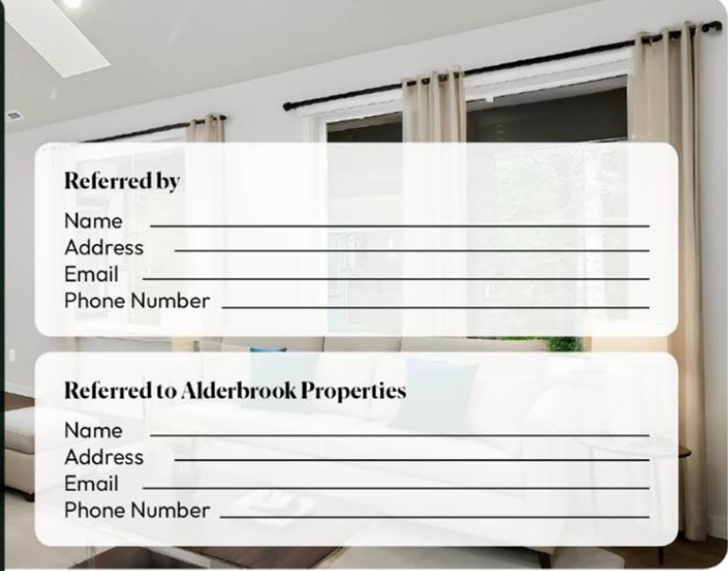 Referred by
Name
Address
Email
Phone Number
Referred to Alderbrook Properties
Name
Address
Email
Phone Number